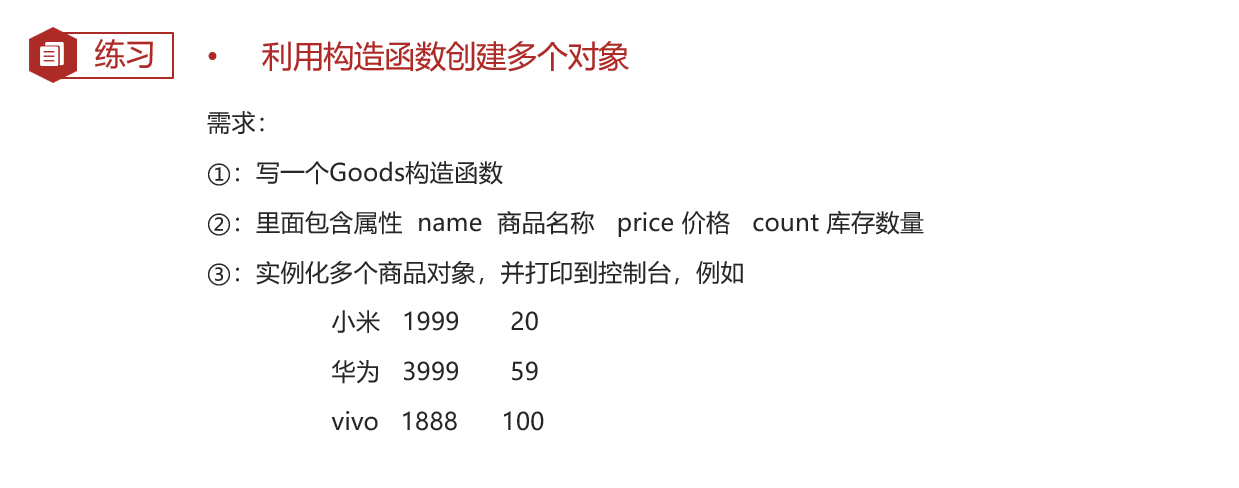 练习 • 利用构造函数创建多个对象
需求：
①：写一个Goods构造函数
②：里面包含属性 name 商品名称 price 价格 count 库存数量
③：实例化多个商品对象，并打印到控制台，例如
小米 1999 20
华为 3999 59
vivo 1888 100